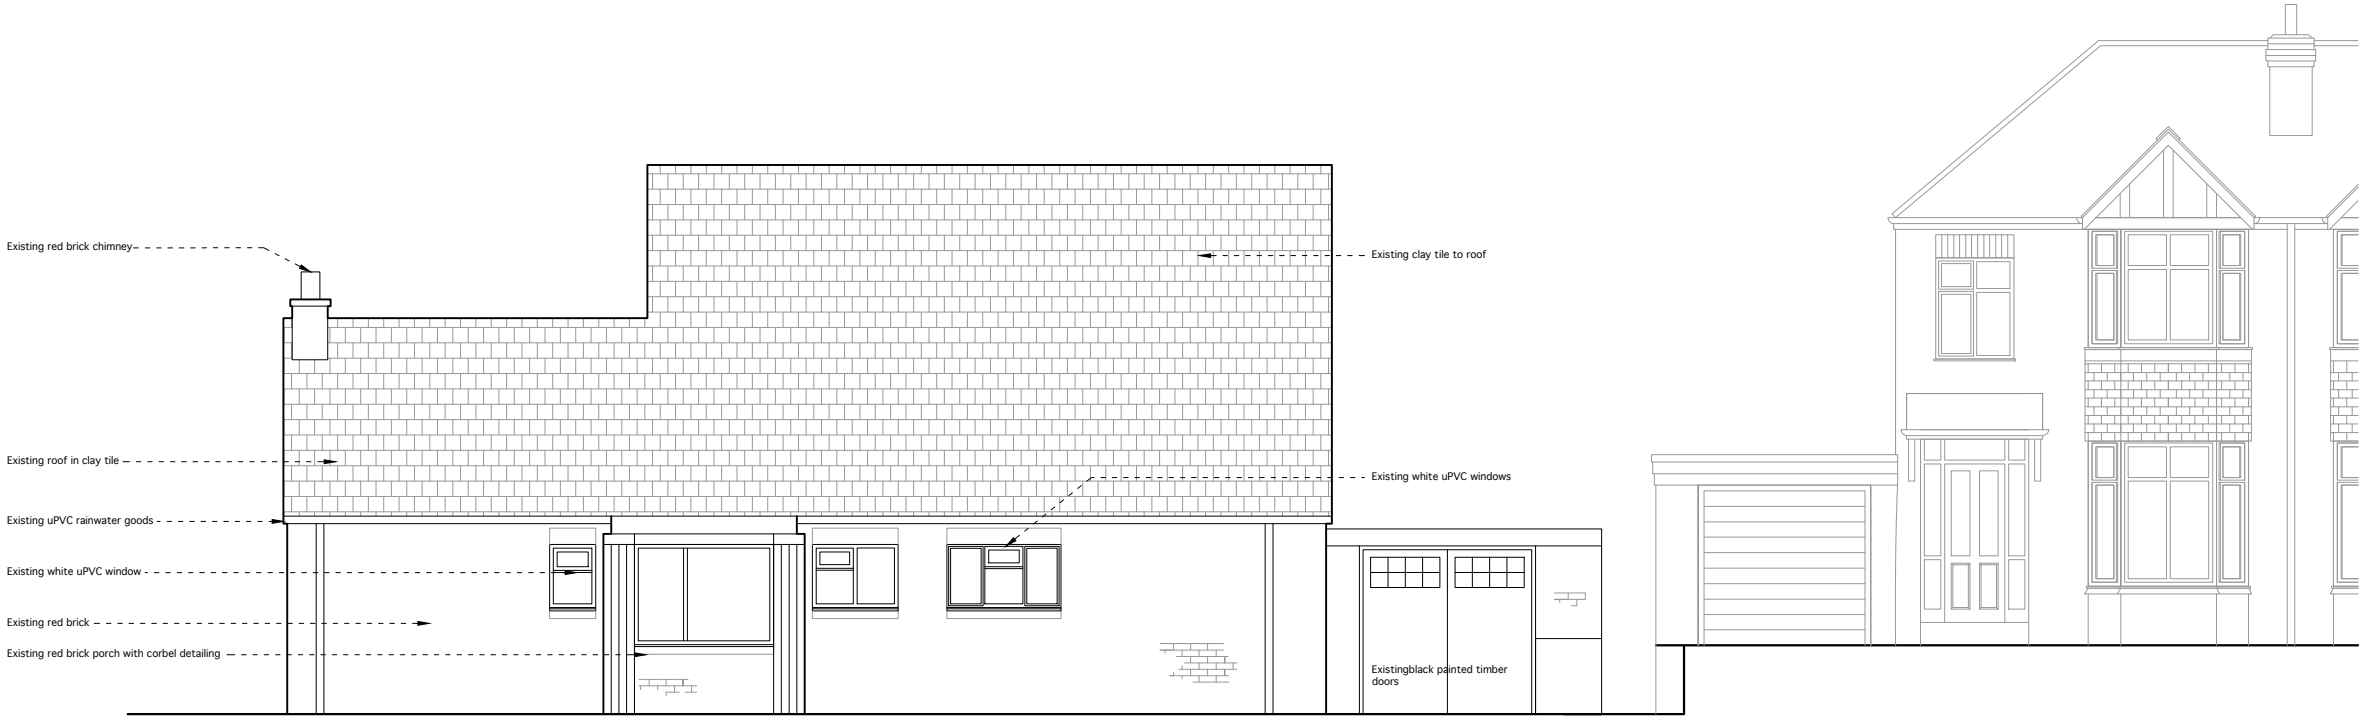 Existing red brick chimney
Existing clay tile to roof
Existing roof in clay tile
Existing white uPVC windows
Existing uPVC rainwater goods
Existing white uPVC window
Existing red brick
Existing red brick porch with corbel detailing
Existingblack painted timber
doors